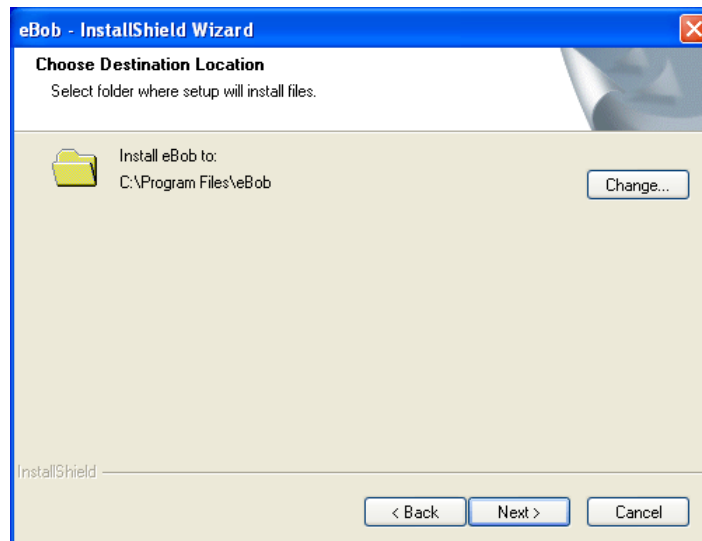 eBob - InstallShield Wizard
Choose Destination Location
Select folder where setup will install files.
Install eBob to:
C:\Program Files\eBob
Change...
InstallShield
< Back
Next >
Cancel